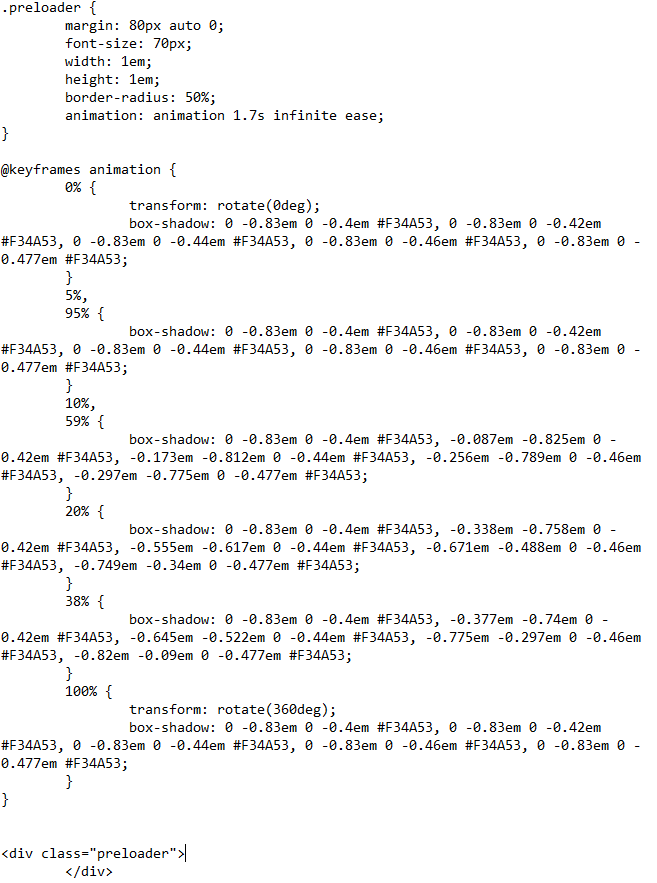 .preloader {
        margin: 80px auto 0;
        font-size: 70px;
        width: 1em;
        height: 1em;
        border-radius: 50%;
        animation: animation 1.7s infinite ease;
}

@keyframes animation {
        0% {
                transform: rotate(0deg);
                box-shadow: 0 -0.83em 0 -0.4em #F34A53, 0 -0.83em 0 -0.42em
#F34A53, 0 -0.83em 0 -0.44em #F34A53, 0 -0.83em 0 -0.46em #F34A53, 0 -0.83em 0 -
0.477em #F34A53;
        }
        5%,
        95% {
                box-shadow: 0 -0.83em 0 -0.4em #F34A53, 0 -0.83em 0 -0.42em
#F34A53, 0 -0.83em 0 -0.44em #F34A53, 0 -0.83em 0 -0.46em #F34A53, 0 -0.83em 0 -
0.477em #F34A53;
        }
        10%,
        59% {
                box-shadow: 0 -0.83em 0 -0.4em #F34A53, -0.087em -0.825em 0 -
0.42em #F34A53, -0.173em -0.812em 0 -0.44em #F34A53, -0.256em -0.789em 0 -0.46em
#F34A53, -0.297em -0.775em 0 -0.477em #F34A53;
        }
        20% {
                box-shadow: 0 -0.83em 0 -0.4em #F34A53, -0.338em -0.758em 0 -
0.42em #F34A53, -0.555em -0.617em 0 -0.44em #F34A53, -0.671em -0.488em 0 -0.46em
#F34A53, -0.749em -0.34em 0 -0.477em #F34A53;
        }
        38% {
                box-shadow: 0 -0.83em 0 -0.4em #F34A53, -0.377em -0.74em 0 -
0.42em #F34A53, -0.645em -0.522em 0 -0.44em #F34A53, -0.775em -0.297em 0 -0.46em
#F34A53, -0.82em -0.09em 0 -0.477em #F34A53;
        }
        100% {
                transform: rotate(360deg);
                box-shadow: 0 -0.83em 0 -0.4em #F34A53, 0 -0.83em 0 -0.42em
#F34A53, 0 -0.83em 0 -0.44em #F34A53, 0 -0.83em 0 -0.46em #F34A53, 0 -0.83em 0 -
0.477em #F34A53;
        }
}


<div class="preloader">
        </div>